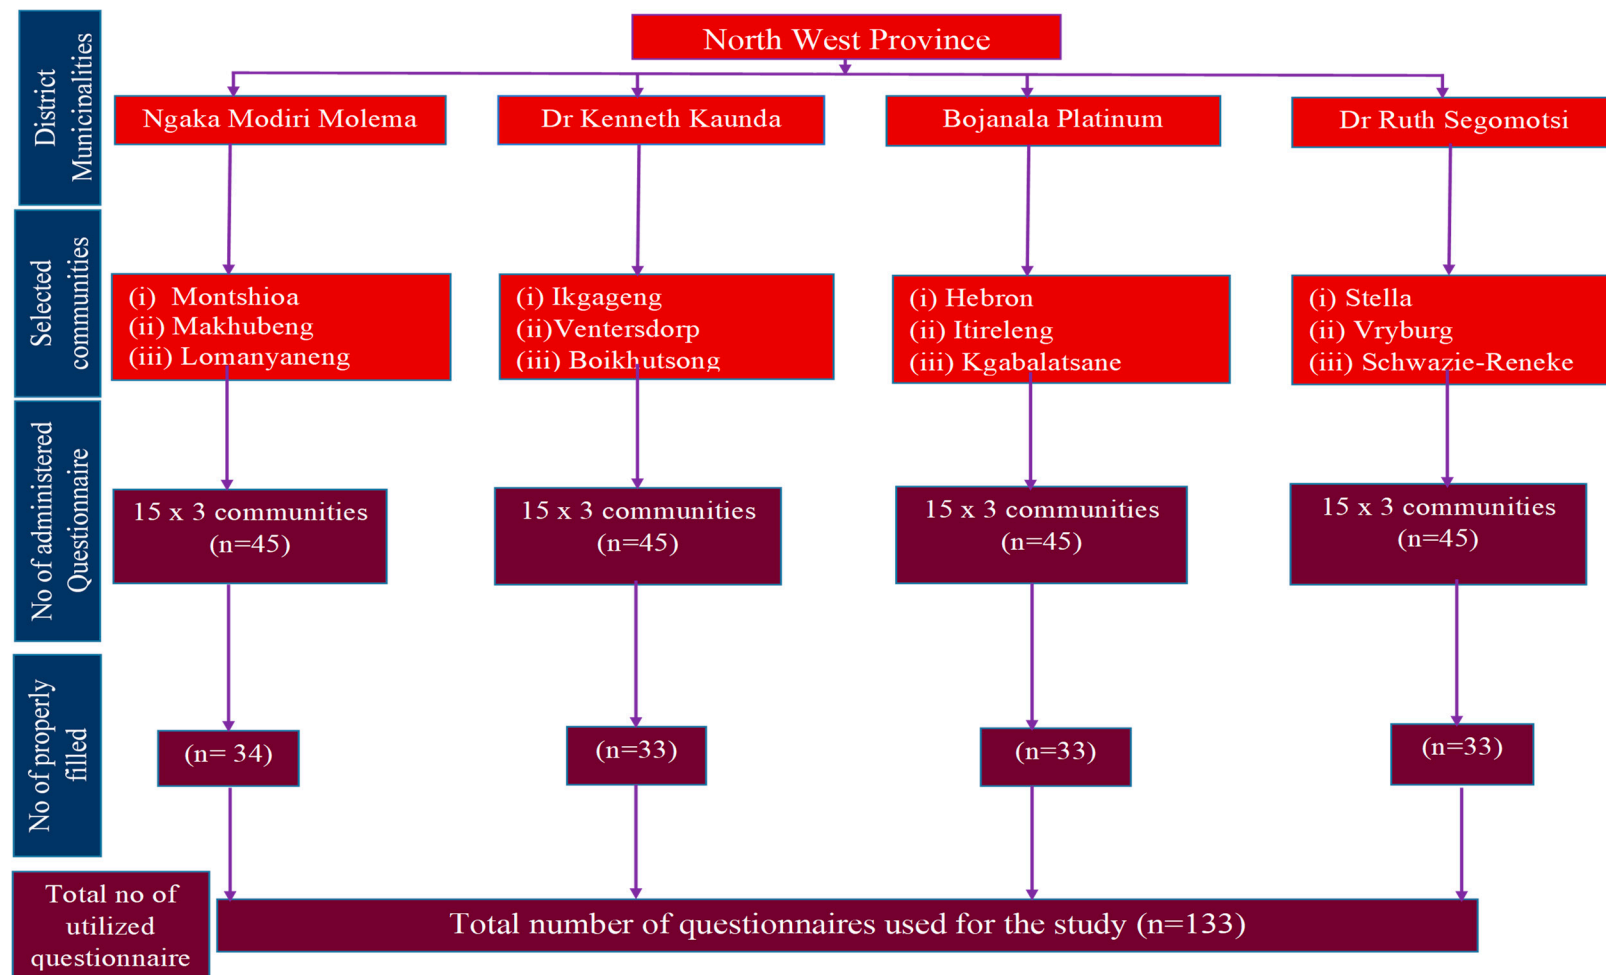 North West Province
District
Municipalities
Ngaka Modiri Molema
Dr Kenneth Kaunda
Bojanala Platinum
Dr Ruth Segomotsi
Selected
communities
(i)  Montshioa
(ii) Makhubeng
(iii) Lomanyaneng
(i) Ikgageng
(ii)Ventersdorp
(iii) Boikhutsong
(i) Hebron
(ii) Itireleng
(iii) Kgabalatsane
(i) Stella
(ii) Vryburg
(iii) Schwazie-Reneke
No of administered
Questionnaire
15 x 3 communities
(n=45)
15 x 3 communities
(n=45)
15 x 3 communities
(n=45)
15 x 3 communities
(n=45)
No of properly
filled
(n= 34)
(n=33)
(n=33)
(n=33)
Total no of
utilized
questionnaire
Total number of questionnaires used for the study (n=133)